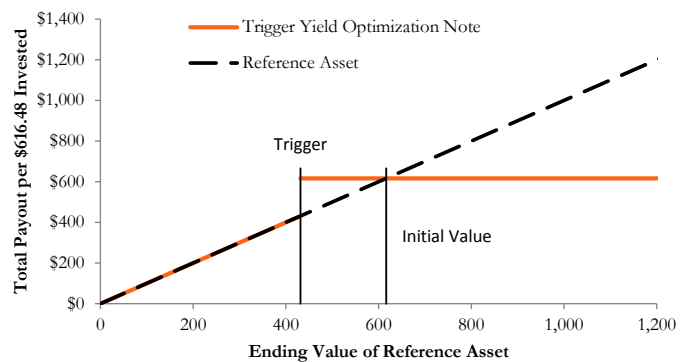 $1,400
$1,200
$1,000
$800
$600
$400
$200
$0
Total Payout per $616.48 Invested
Trigger Yield Optimization Note
Reference Asset
Trigger
Initial Value
0
200
400
600
800
1,000
1,200
Ending Value of Reference Asset